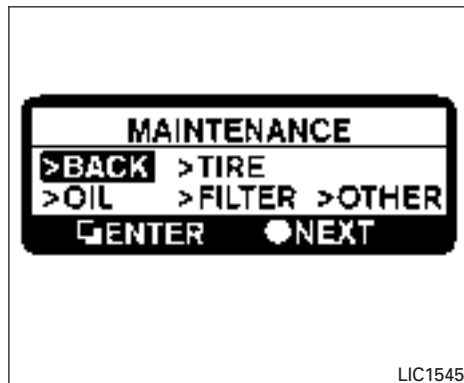 MAINTENANCE
>BACK >TIRE
>OIL >FILTER >OTHER
ENTER NEXT
LIC1545